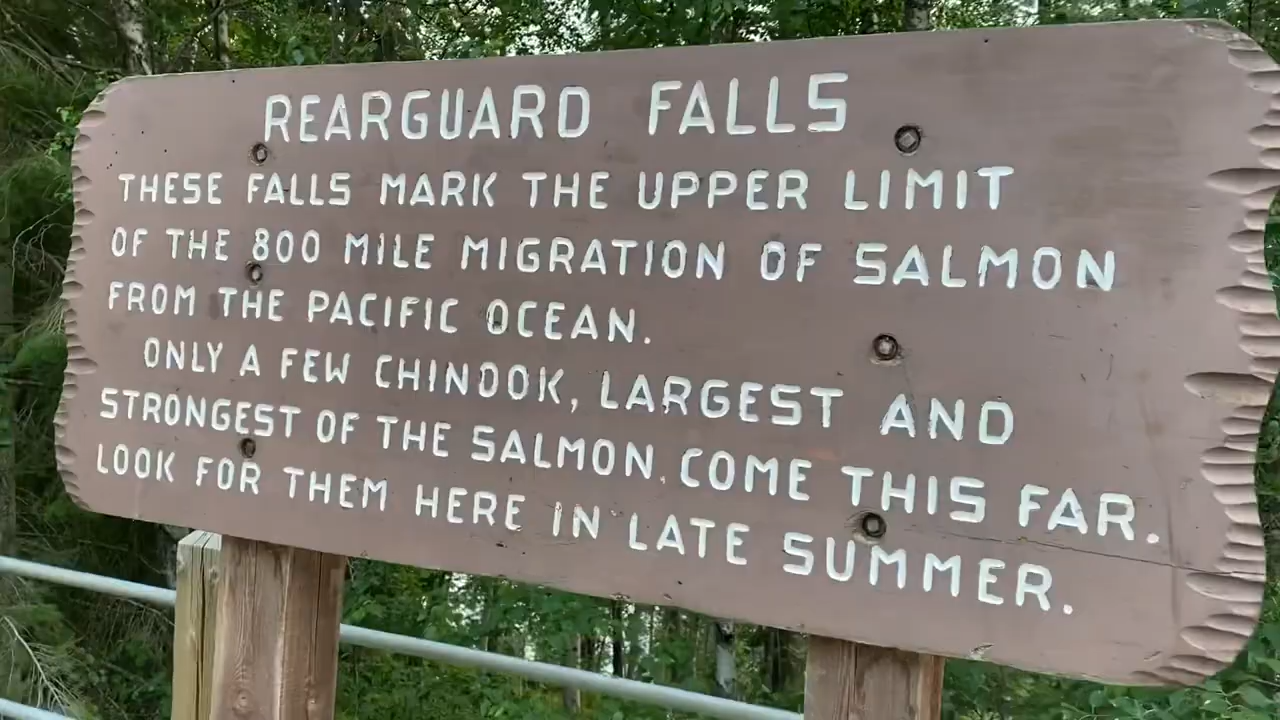 REARGUARD FALLS
THESE FALLS MARK THE UPPER LIMIT
OF THE 800 MILE MIGRATION OF SALMON
FROM THE PACIFIC OCEAN.
ONLY A FEW CHINOOK, LARGEST AND
STRONGEST OF THE SALMON, COME THIS FAR.
LOOK FOR THEM HERE IN LATE SUMMER.